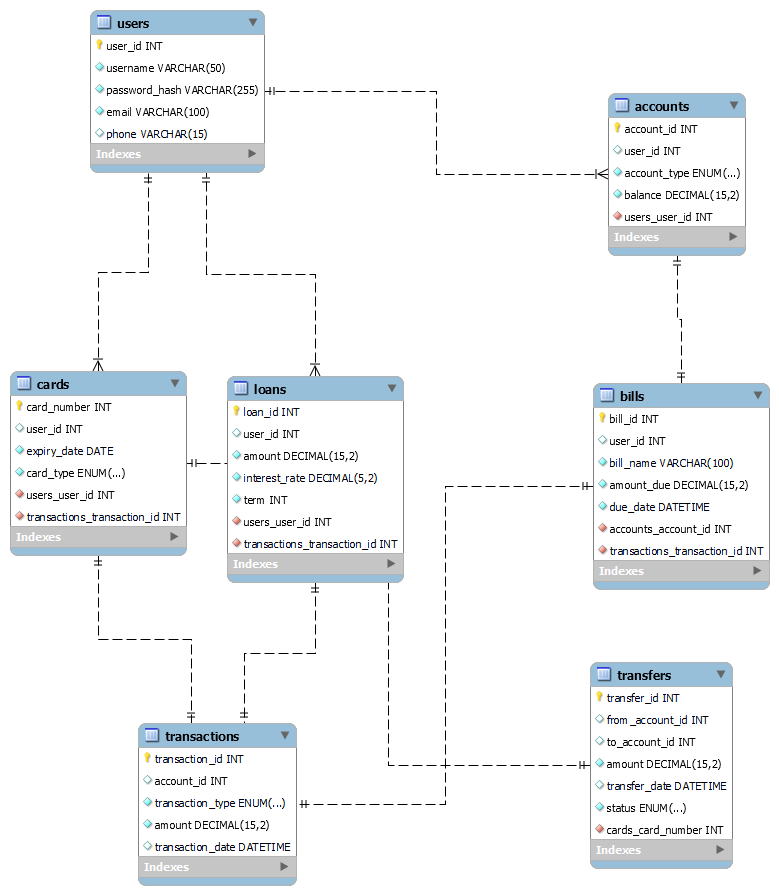 users
user_id INT
username VARCHAR(50)
password_hash VARCHAR(255)
email VARCHAR(100)
phone VARCHAR(15)
Indexes
accounts
account_id INT
user_id INT
account_type ENUM(...)
balance DECIMAL(15,2)
users_user_id INT
Indexes
cards
card_number INT
user_id INT
expiry_date DATE
card_type ENUM(...)
users_user_id INT
transactions_transaction_id INT
Indexes
loans
loan_id INT
user_id INT
amount DECIMAL(15,2)
interest_rate DECIMAL(5,2)
term INT
users_user_id INT
transactions_transaction_id INT
Indexes
bills
bill_id INT
user_id INT
bill_name VARCHAR(100)
amount_due DECIMAL(15,2)
due_date DATETIME
accounts_account_id INT
transactions_transaction_id INT
Indexes
transactions
transaction_id INT
account_id INT
transaction_type ENUM(...)
amount DECIMAL(15,2)
transaction_date DATETIME
Indexes
transfers
transfer_id INT
from_account_id INT
to_account_id INT
amount DECIMAL(15,2)
transfer_date DATETIME
status ENUM(...)
cards_card_number INT
Indexes